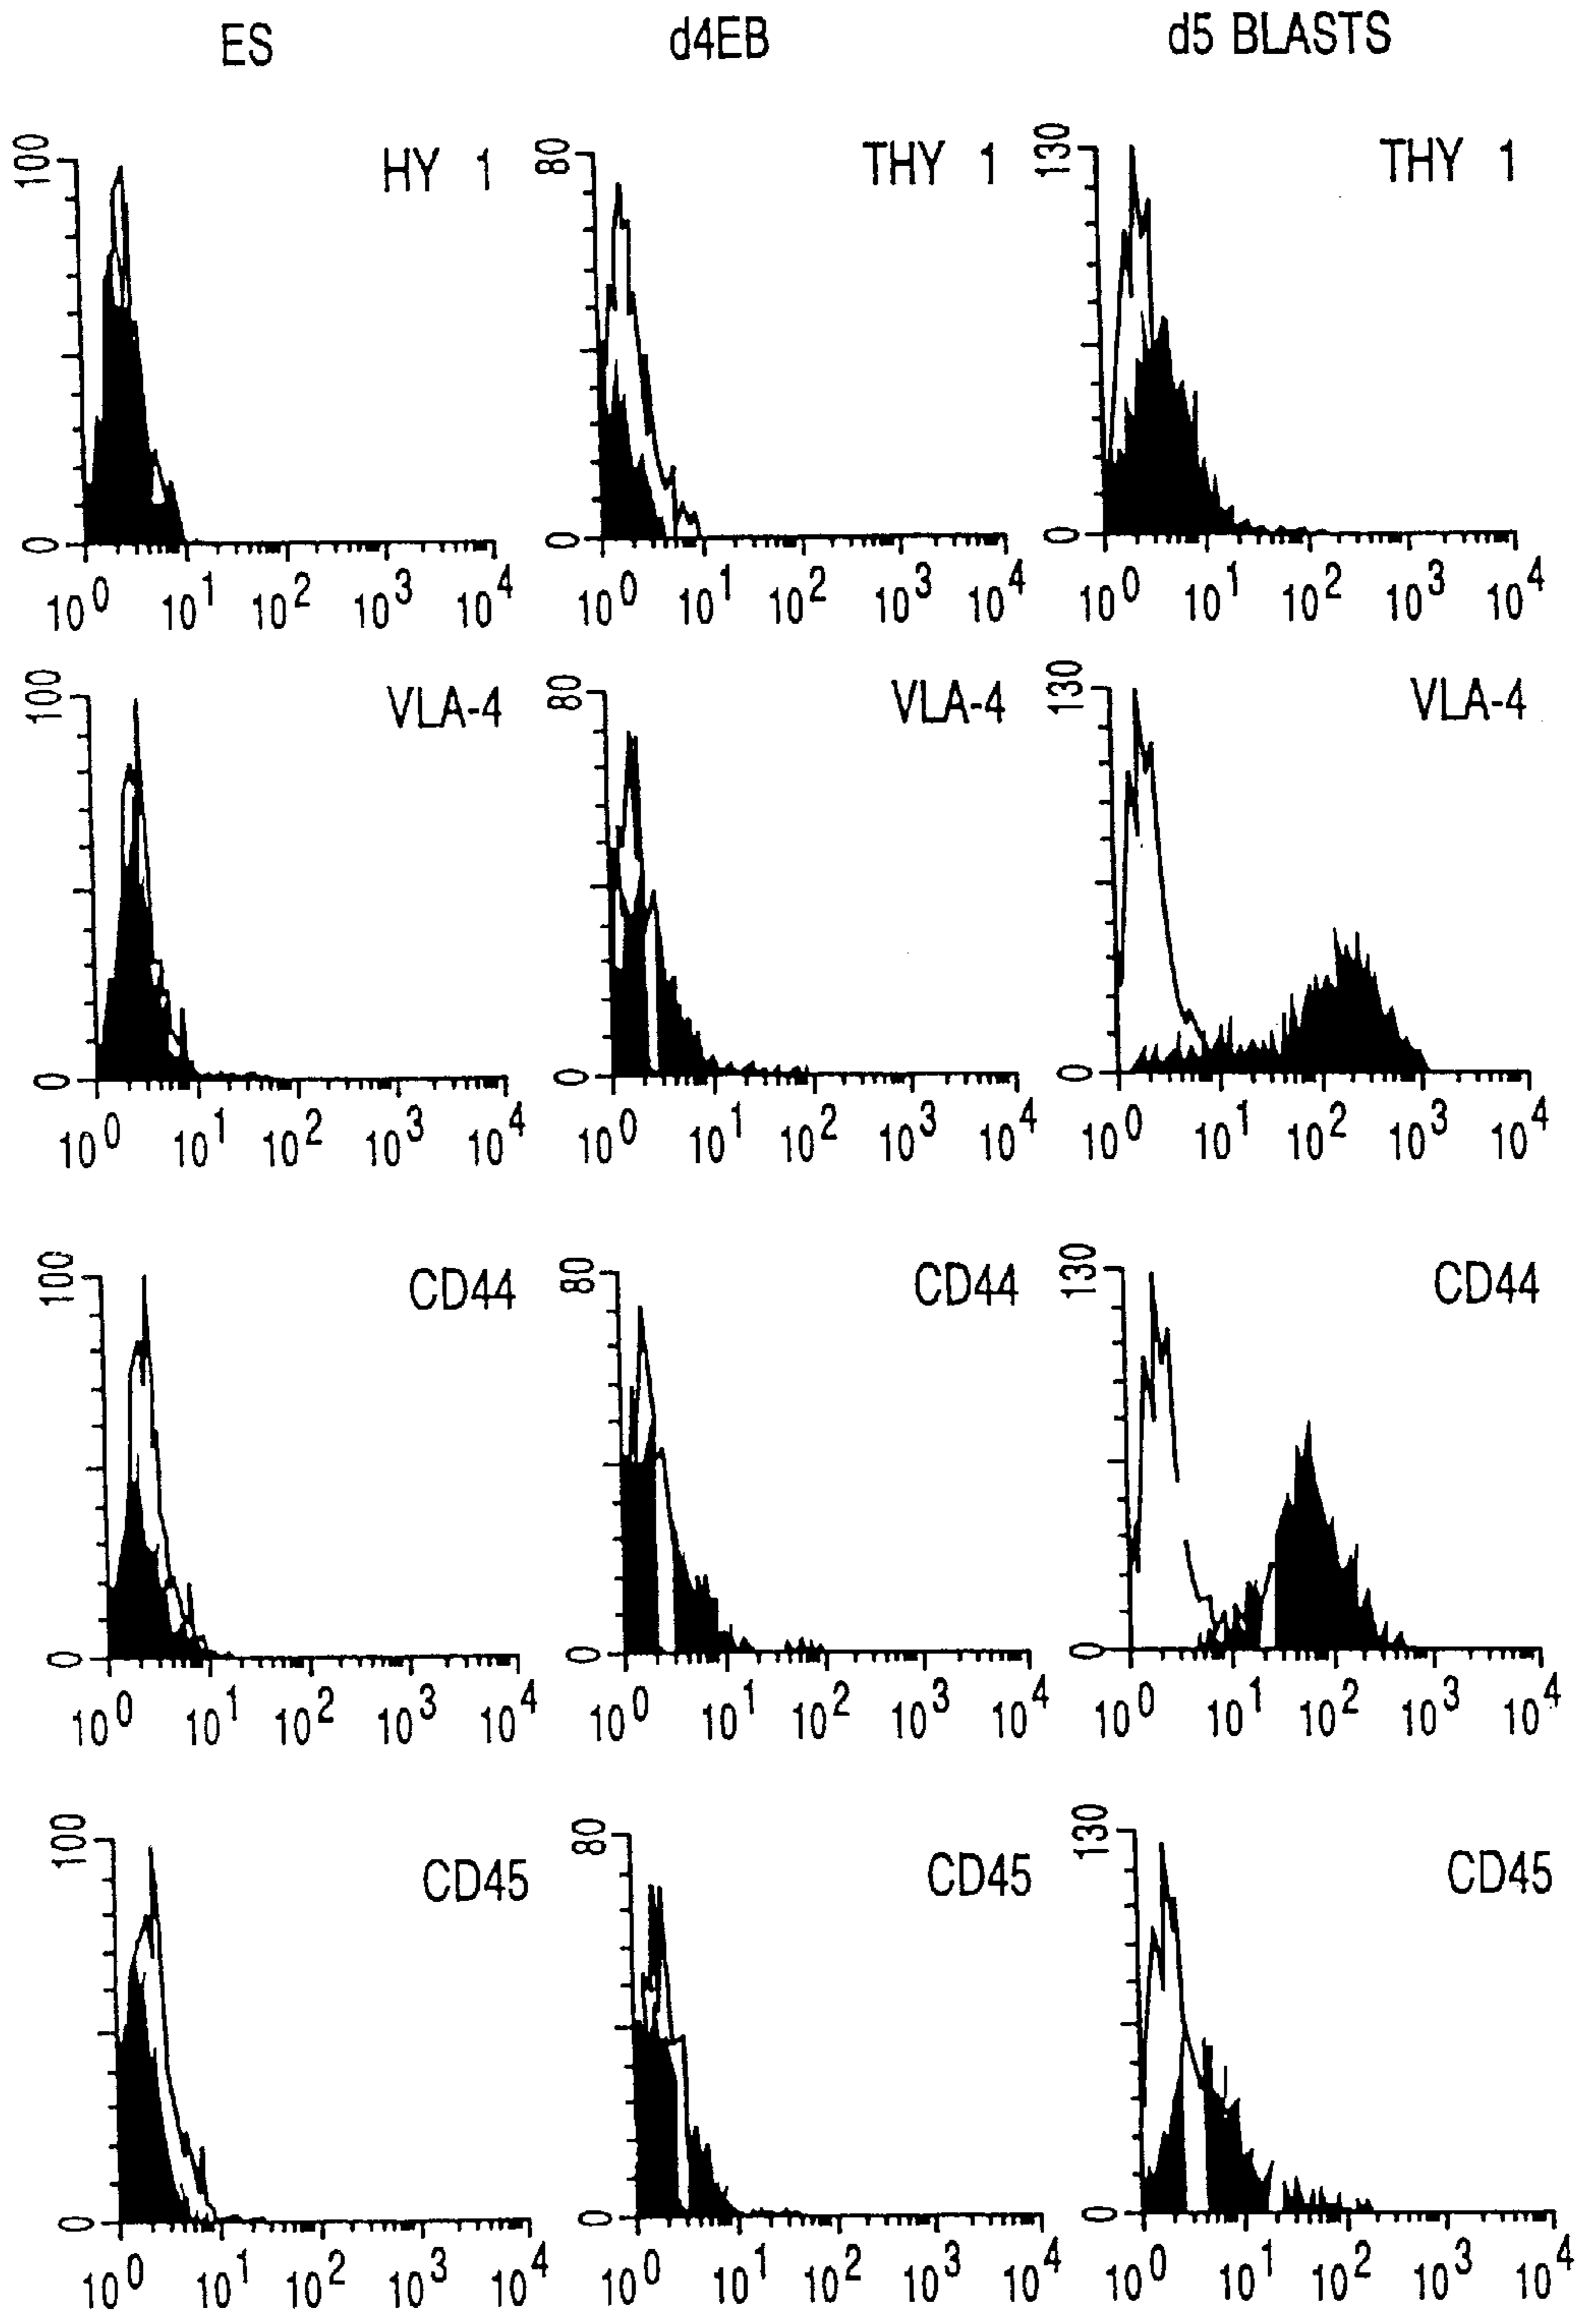 ES d4EB d5 BLASTS
100 HY 1 80 THY 1 130 THY 1
0 0 0
10^0 10^1 10^2 10^3 10^4 10^0 10^1 10^2 10^3 10^4 10^0 10^1 10^2 10^3 10^4
100 VLA-4 80 VLA-4 130 VLA-4
0 0 0
10^0 10^1 10^2 10^3 10^4 10^0 10^1 10^2 10^3 10^4 10^0 10^1 10^2 10^3 10^4
100 CD44 80 CD44 130 CD44
0 0 0
10^0 10^1 10^2 10^3 10^4 10^0 10^1 10^2 10^3 10^4 10^0 10^1 10^2 10^3 10^4
100 CD45 80 CD45 130 CD45
0 0 0
10^0 10^1 10^2 10^3 10^4 10^0 10^1 10^2 10^3 10^4 10^0 10^1 10^2 10^3 10^4